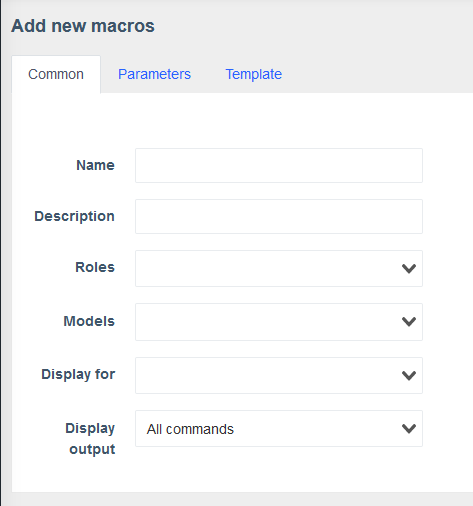 Add new macros
Common Parameters Template
Name
Description
Roles
Models
Display for
Display All commands
output